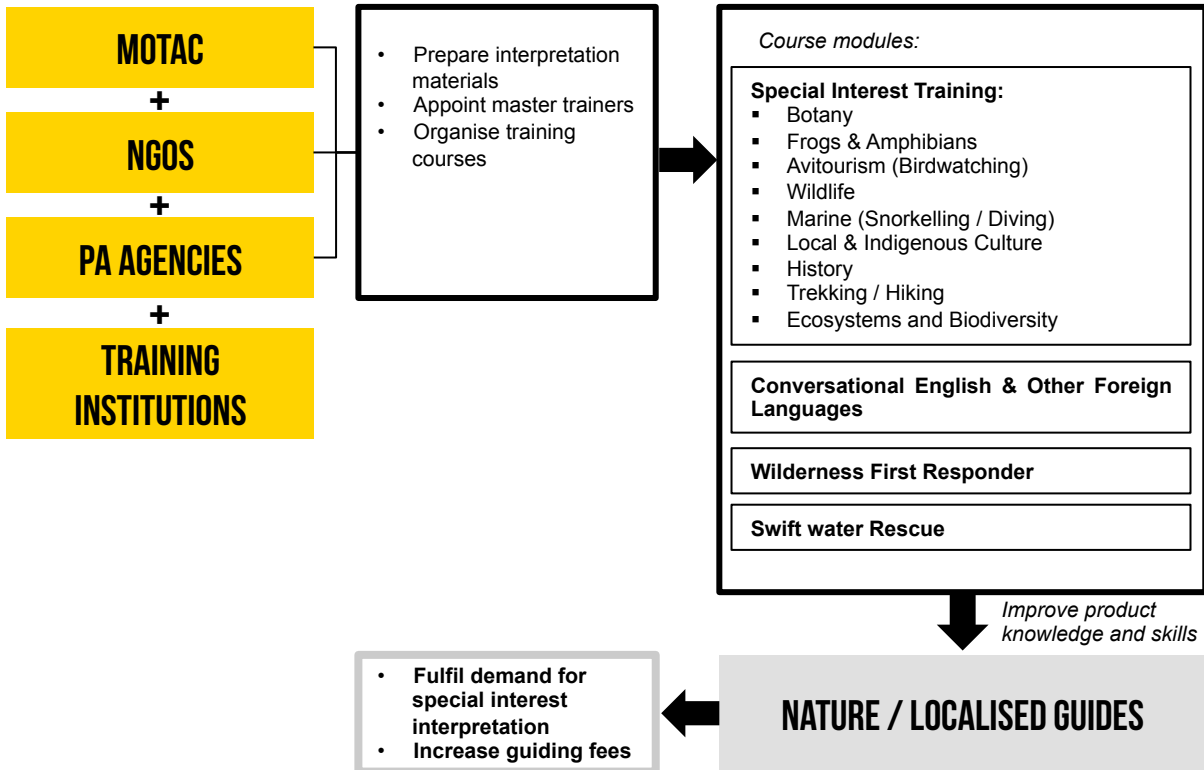 MOTAC
+
NGOS
+
PA AGENCIES
+
TRAINING
INSTITUTIONS
• Prepare interpretation
materials
• Appoint master trainers
• Organise training
courses
Course modules:
Special Interest Training:
▪ Botany
▪ Frogs & Amphibians
▪ Avitourism (Birdwatching)
▪ Wildlife
▪ Marine (Snorkelling / Diving)
▪ Local & Indigenous Culture
▪ History
▪ Trekking / Hiking
▪ Ecosystems and Biodiversity
Conversational English & Other Foreign
Languages
Wilderness First Responder
Swift water Rescue
Improve product
knowledge and skills
NATURE / LOCALISED GUIDES
• Fulfil demand for
special interest
interpretation
• Increase guiding fees